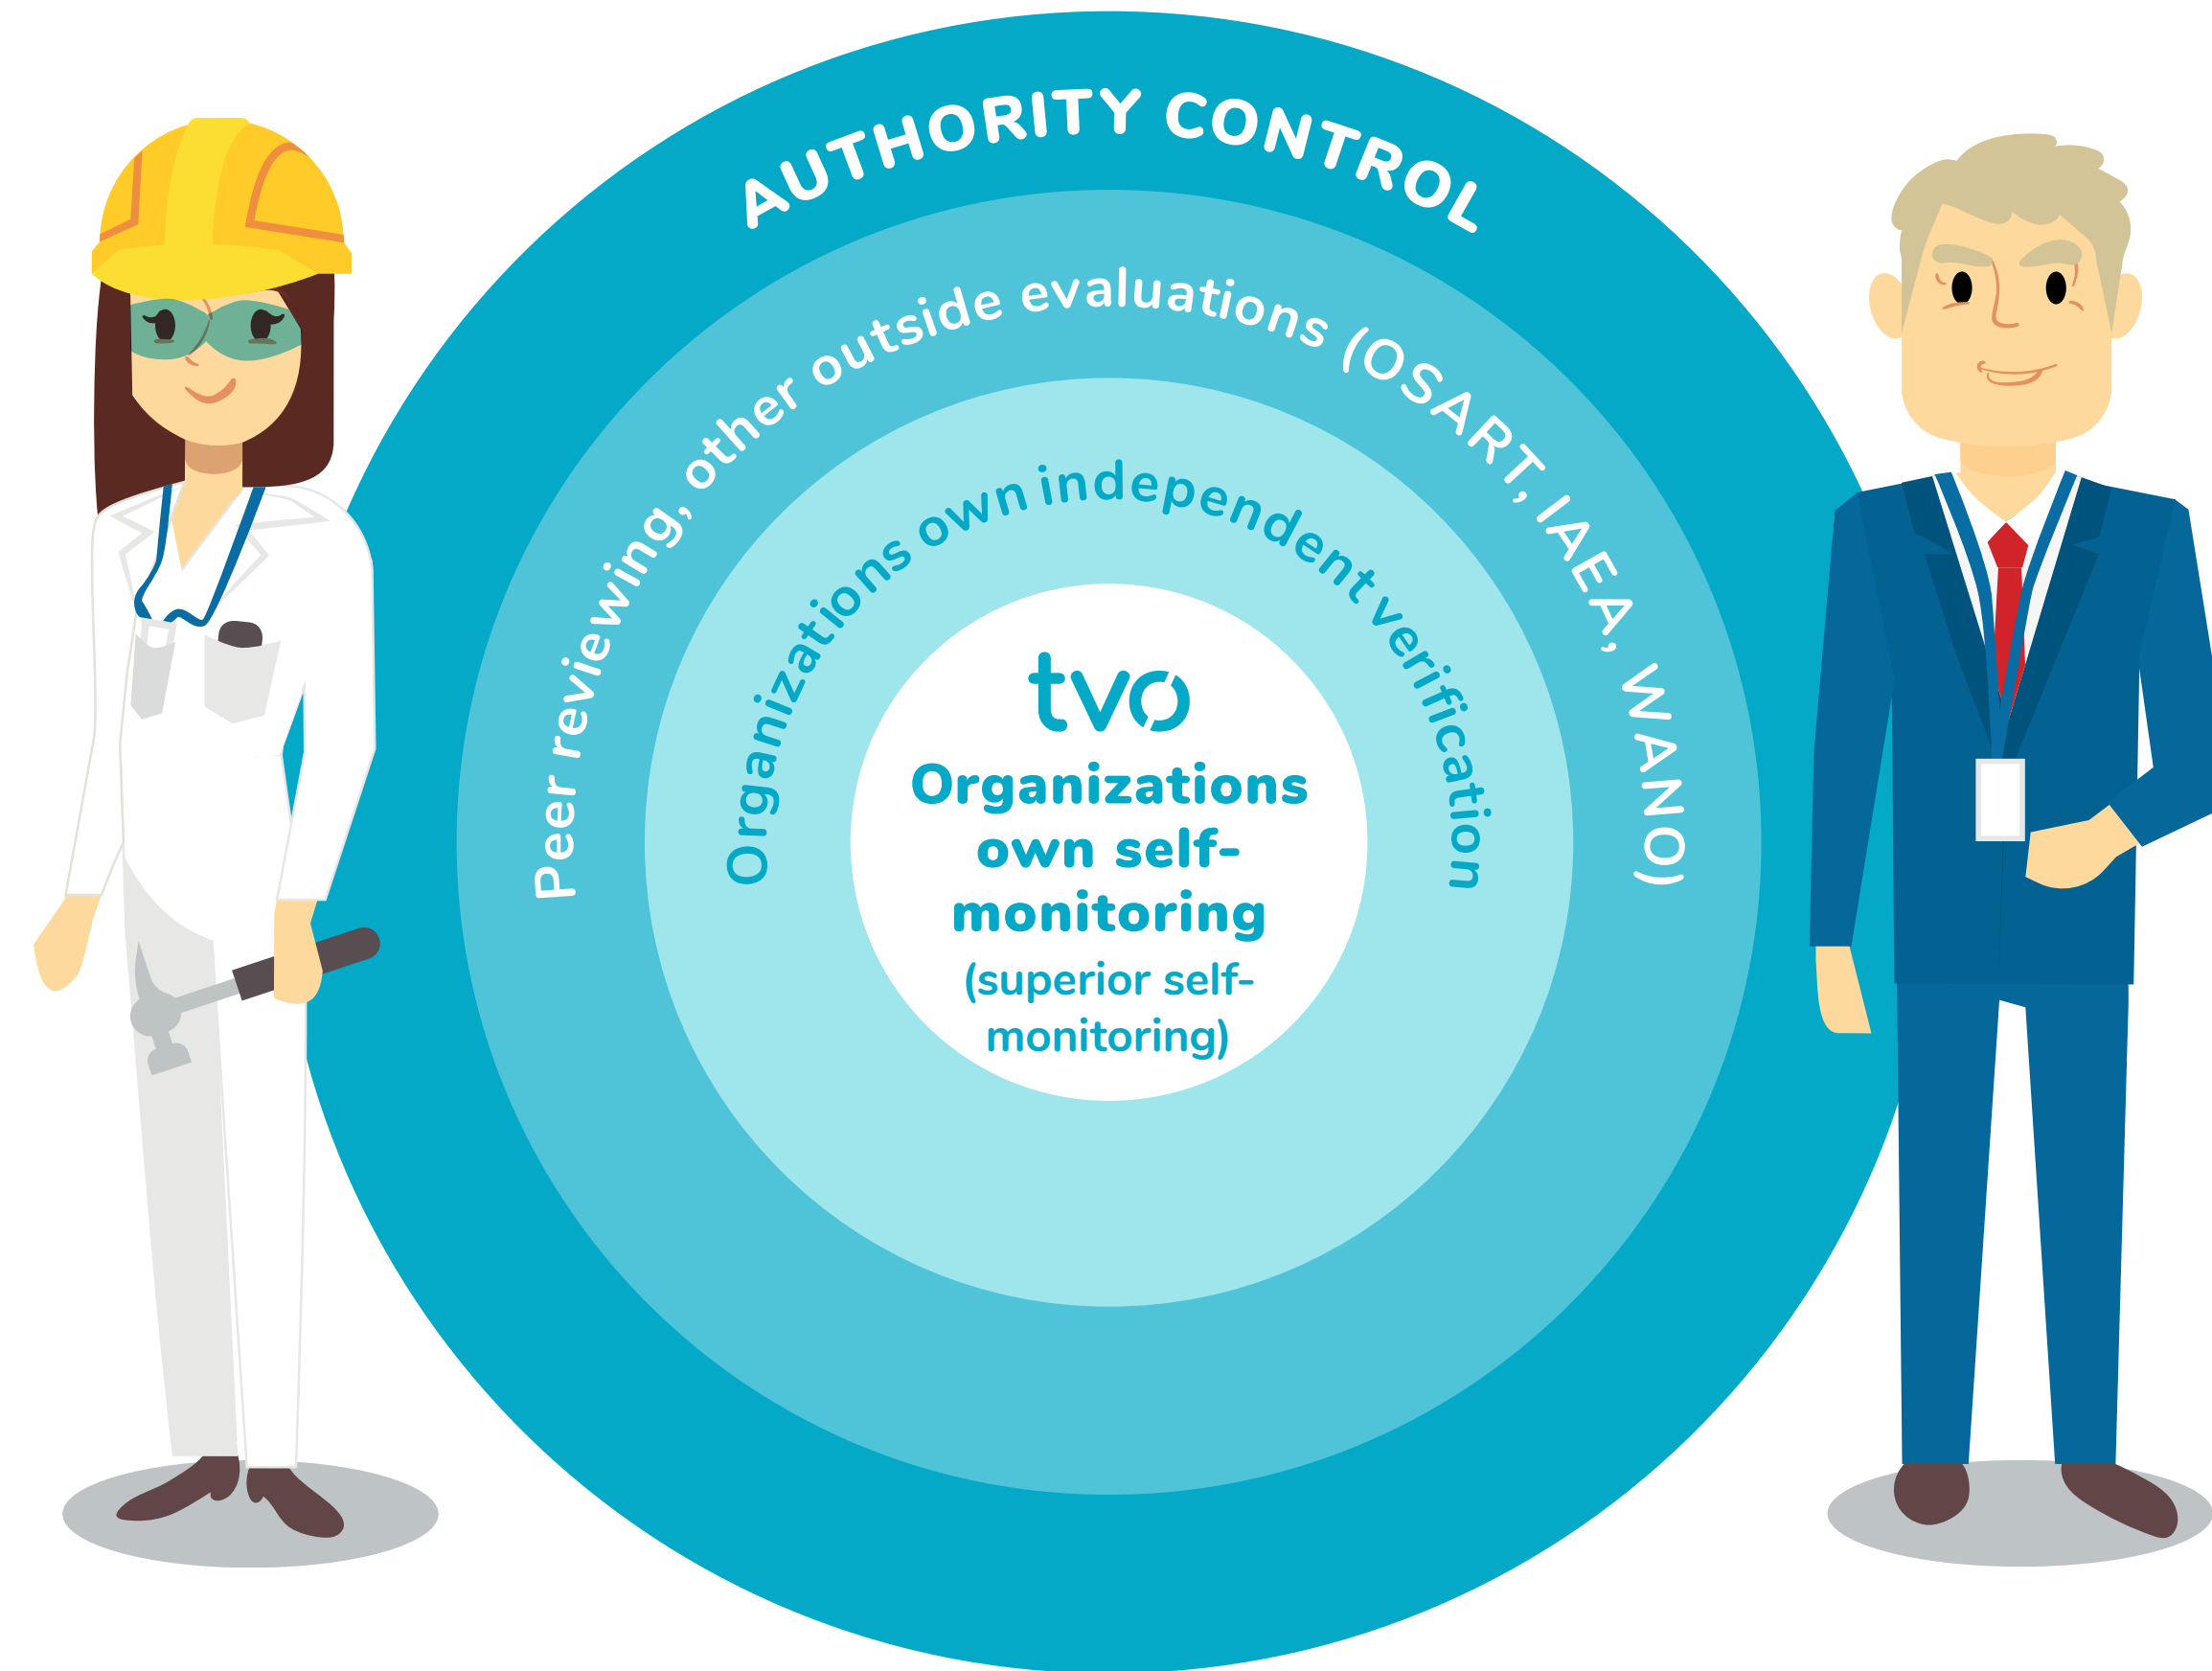 AUTHORITY CONTROL
Peer reviewing, other outside evaluations (OSART, IAEA, WANO)
Organizations own independent verification
tvo
Organizations
own self-
monitoring
(superior self-
monitoring)